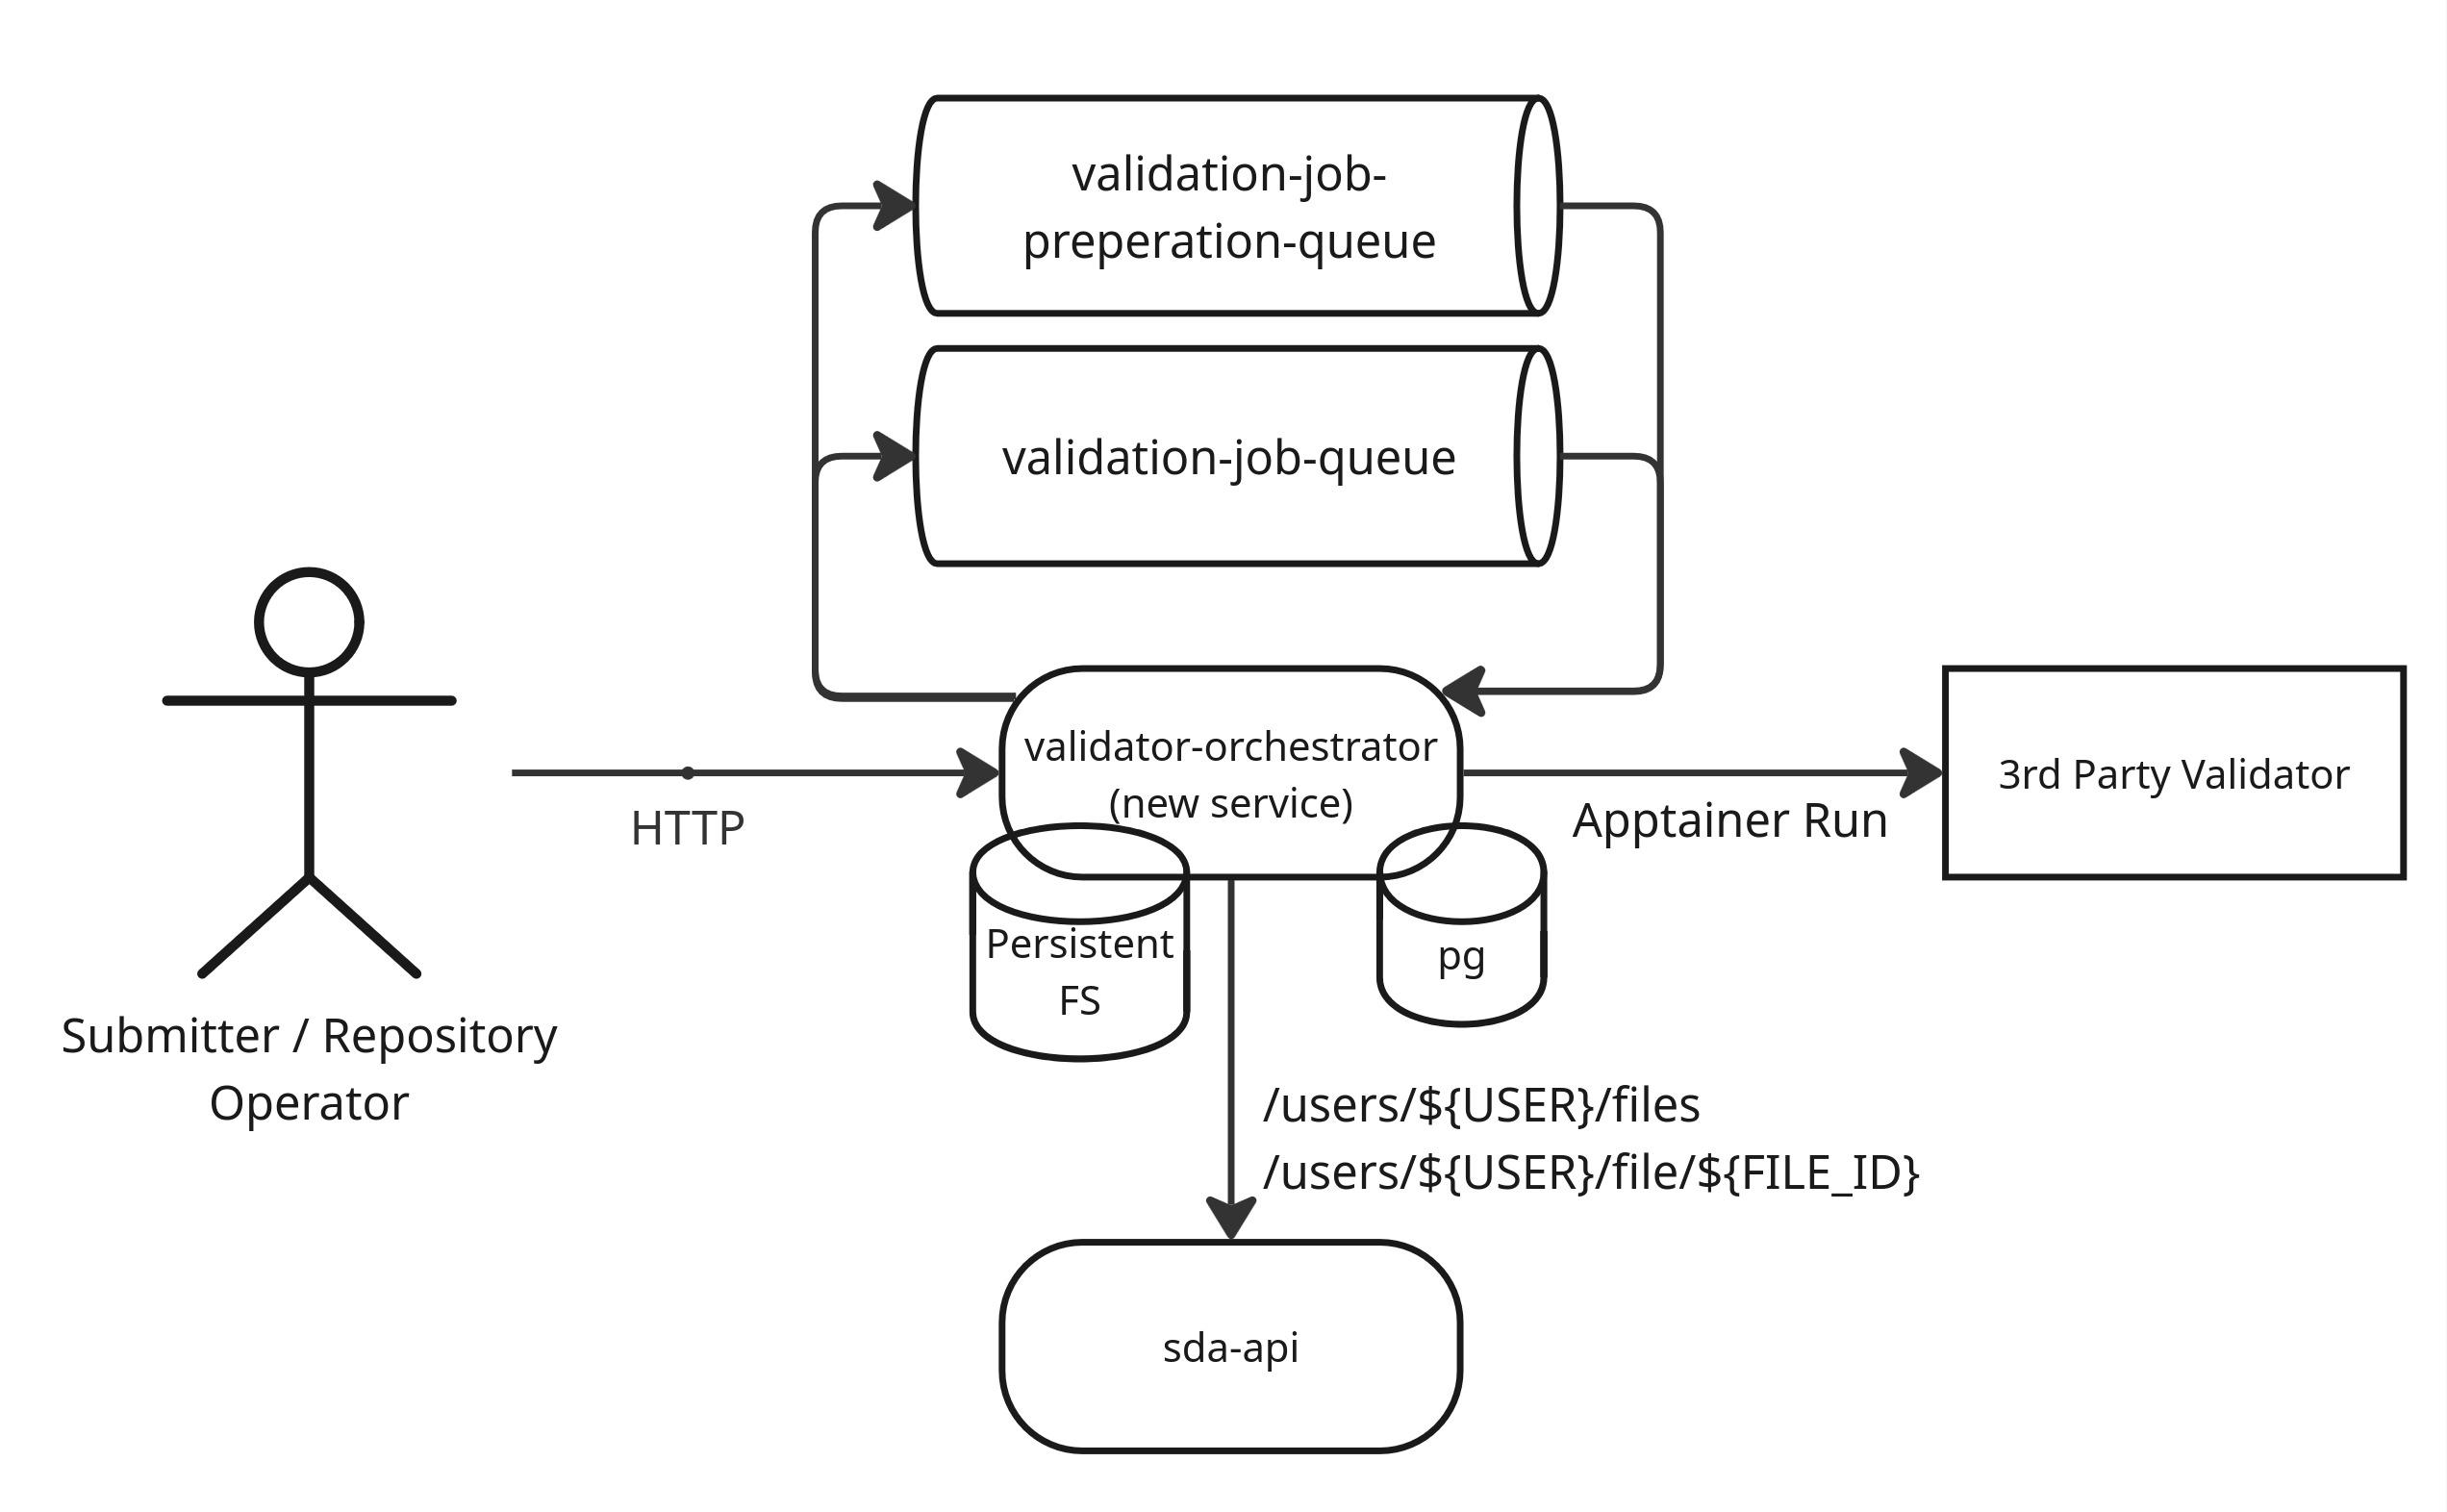 validation-job-
preperation-queue
validation-job-queue
validator-orchestrator
(new service)
HTTP
Apptainer Run
3rd Party Validator
Persistent
FS
pg
Submitter / Repository
Operator
/users/${USER}/files
/users/${USER}/file/${FILE_ID}
sda-api